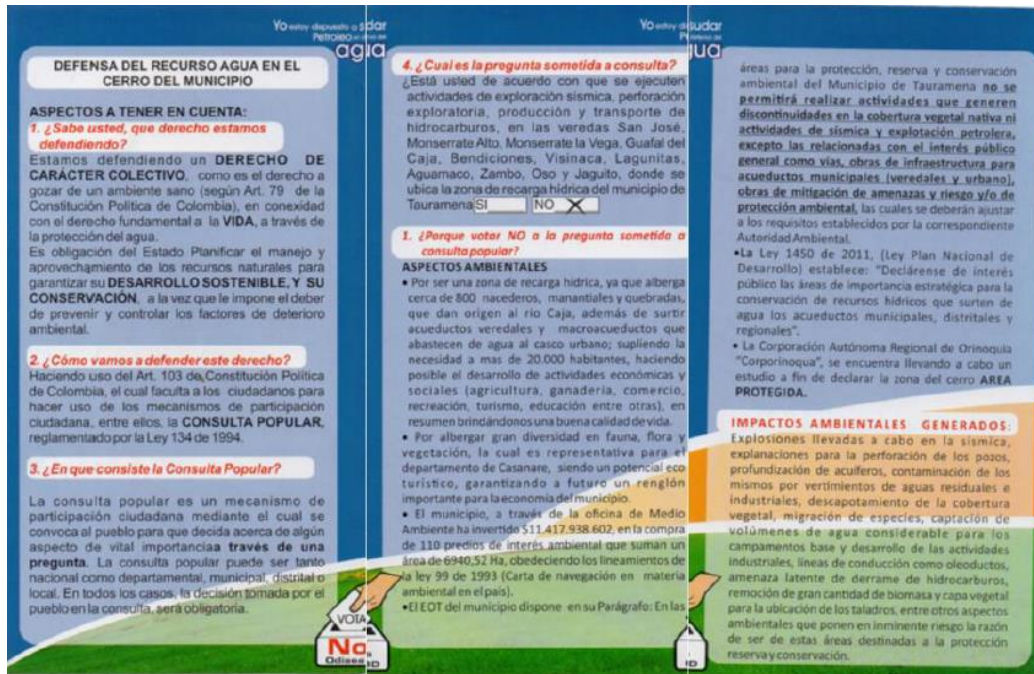 Yo estoy dispuesto a sudar
Petróleo en defensa del
agua
DEFENSA DEL RECURSO AGUA EN EL
CERRO DEL MUNICIPIO
ASPECTOS A TENER EN CUENTA:
1. ¿Sabe usted, que derecho estamos
defendiendo?
Estamos defendiendo un DERECHO DE
CARÁCTER COLECTIVO, como es el derecho a
gozar de un ambiente sano (según Art. 79 de la
Constitución Política de Colombia), en conexidad
con el derecho fundamental a la VIDA, a través de
la protección del agua.
Es obligación del Estado Planificar el manejo y
aprovechamiento de los recursos naturales para
garantizar su DESARROLLO SOSTENIBLE, Y SU
CONSERVACIÓN, a la vez que le impone el deber
de prevenir y controlar los factores de deterioro
ambiental.
2. ¿Cómo vamos a defender este derecho?
Haciendo uso del Art. 103 de Constitución Política
de Colombia, el cual faculta a los ciudadanos para
hacer uso de los mecanismos de participación
ciudadana, entre ellos, la CONSULTA POPULAR,
reglamentado por la Ley 134 de 1994.
3. ¿En que consiste la Consulta Popular?
La consulta popular es un mecanismo de
participación ciudadana mediante el cual se
convoca al pueblo para que decida acerca de algún
aspecto de vital importanciaa través de una
pregunta. La consulta popular puede ser tanto
nacional como departamental, municipal, distrital o
local. En todos los casos, la decisión tomada por el
pueblo en la consulta, será obligatoria.
VOTA
No
Odisea
4. ¿Cual es la pregunta sometida a consulta?
¿Está usted de acuerdo con que se ejecuten
actividades de exploración sísmica, perforación
exploratoria, producción y transporte de
hidrocarburos, en las veredas San José,
Monserrate Alto, Monserrate la Vega, Guafal del
Caja, Bendiciones, Visinaca, Lagunitas,
Aguamaco, Zambo, Oso y Jaguito, donde se
ubica la zona de recarga hídrica del municipio de
Tauramena SI NO X
1. ¿Porque votar NO a la pregunta sometida a
consulta popular?
ASPECTOS AMBIENTALES
• Por ser una zona de recarga hídrica, ya que alberga
cerca de 800 nacederos, manantiales y quebradas,
que dan origen al río Caja, además de surtir
acueductos veredales y macroacueductos que
abastecen de agua al casco urbano; supliendo la
necesidad a mas de 20.000 habitantes, haciendo
posible el desarrollo de actividades económicas y
sociales (agricultura, ganadería, comercio,
recreación, turismo, educación entre otras), en
resumen brindándonos una buena calidad de vida.
• Por albergar gran diversidad en fauna, flora y
vegetación, la cual es representativa para el
departamento de Casanare, siendo un potencial eco
turístico, garantizando a futuro un renglón
importante para la economía del municipio.
• El municipio, a través de la oficina de Medio
Ambiente ha invertido $11.417.938.602, en la compra
de 110 predios de interés ambiental que suman un
área de 6940,52 Ha, obedeciendo los lineamientos de
la ley 99 de 1993 (Carta de navegación en materia
ambiental en el país).
•El EOT del municipio dispone en su Parágrafo: En las
Yo estoy di sudar
ua
áreas para la protección, reserva y conservación
ambiental del Municipio de Tauramena no se
permitirá realizar actividades que generen
discontinuidades en la cobertura vegetal nativa ni
actividades de sísmica y explotación petrolera,
excepto las relacionadas con el interés público
general como vías, obras de infraestructura para
acueductos municipales (veredales y urbano),
obras de mitigación de amenazas y riesgo y/o de
protección ambiental, las cuales se deberán ajustar
a los requisitos establecidos por la correspondiente
Autoridad Ambiental.
•La Ley 1450 de 2011, (Ley Plan Nacional de
Desarrollo) establece: "Declárense de interés
público las áreas de importancia estratégica para la
conservación de recursos hídricos que surten de
agua los acueductos municipales, distritales y
regionales".
• La Corporación Autónoma Regional de Orinoquia
"Corporinoqua", se encuentra llevando a cabo un
estudio a fin de declarar la zona del cerro AREA
PROTEGIDA.
IMPACTOS AMBIENTALES GENERADOS:
Explosiones llevadas a cabo en la sísmica,
explanaciones para la perforación de los pozos,
profundización de acuíferos, contaminación de los
mismos por vertimientos de aguas residuales e
industriales, descapotamiento de la cobertura
vegetal, migración de especies, captación de
volúmenes de agua considerable para los
campamentos base y desarrollo de las actividades
industriales, líneas de conducción como oleoductos,
amenaza latente de derrame de hidrocarburos,
remoción de gran cantidad de biomasa y capa vegetal
para la ubicación de los taladros, entre otros aspectos
ambientales que ponen en inminente riesgo la razón
de ser de estas áreas destinadas a la protección
reserva y conservación.